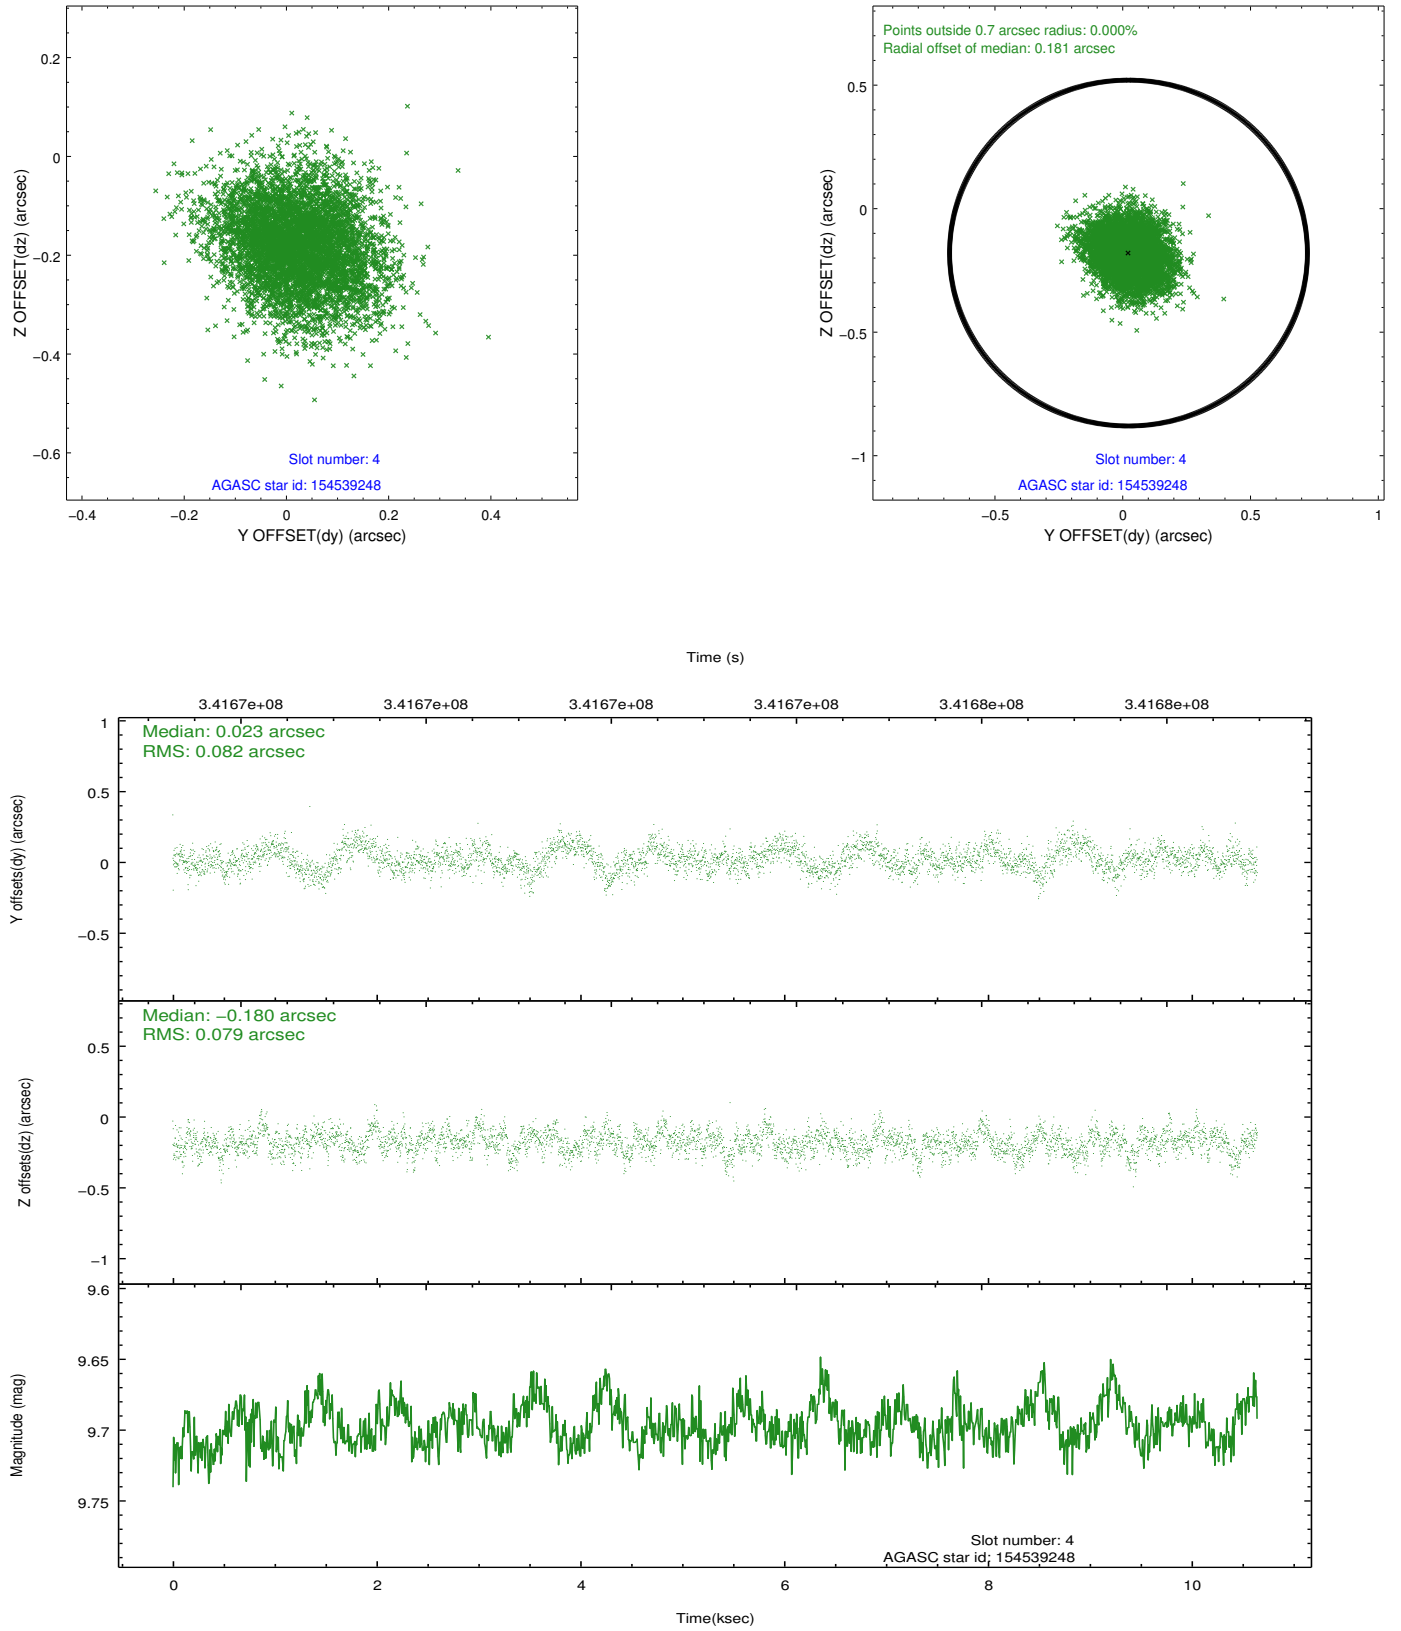 0.2
0
−0.2
−0.4
−0.6
Z OFFSET(dz) (arcsec)
Slot number: 4
AGASC star id: 154539248
−0.4 −0.2 0 0.2 0.4
Y OFFSET(dy) (arcsec)
Points outside 0.7 arcsec radius: 0.000%
Radial offset of median: 0.181 arcsec
0.5
0
−0.5
−1
Z OFFSET(dz) (arcsec)
Slot number: 4
AGASC star id: 154539248
−0.5 0 0.5 1
Y OFFSET(dy) (arcsec)
Time (s)
3.4167e+08 3.4167e+08 3.4167e+08 3.4167e+08 3.4168e+08 3.4168e+08
Median: 0.023 arcsec
RMS: 0.082 arcsec
1
0.5
0
−0.5
Y offsets(dy) (arcsec)
Median: −0.180 arcsec
RMS: 0.079 arcsec
0.5
0
−0.5
−1
Z offsets(dz) (arcsec)
9.6
9.65
9.7
9.75
Magnitude (mag)
Slot number: 4
AGASC star id: 154539248
0 2 4 6 8 10
Time(ksec)